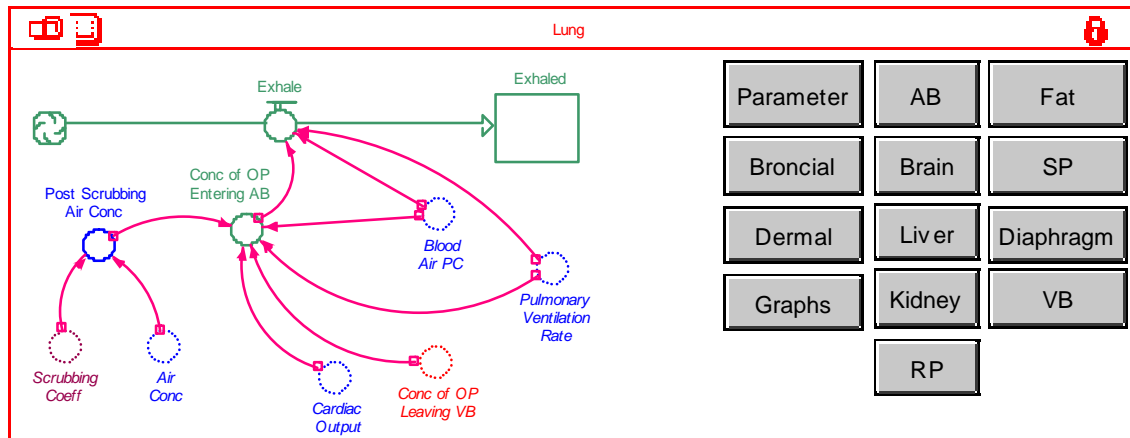 Lung
Exhale
Exhaled
Conc of OP
Entering AB
Post Scrubbing
Air Conc
Blood
Air PC
Pulmonary
Ventilation
Rate
Scrubbing
Coeff
Air
Conc
Cardiac
Output
Conc of OP
Leaving VB
Parameter
AB
Fat
Broncial
Brain
SP
Dermal
Liver
Diaphragm
Graphs
Kidney
VB
RP